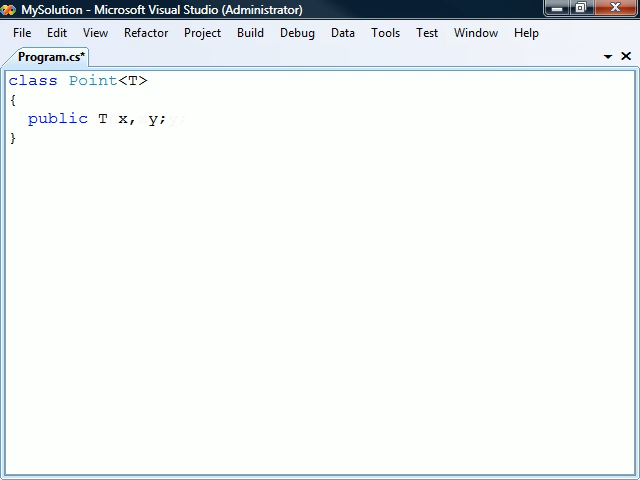 MySolution - Microsoft Visual Studio (Administrator)
File Edit View Refactor Project Build Debug Data Tools Test Window Help
Program.cs*
class Point<T>
{
public T x, y;
}